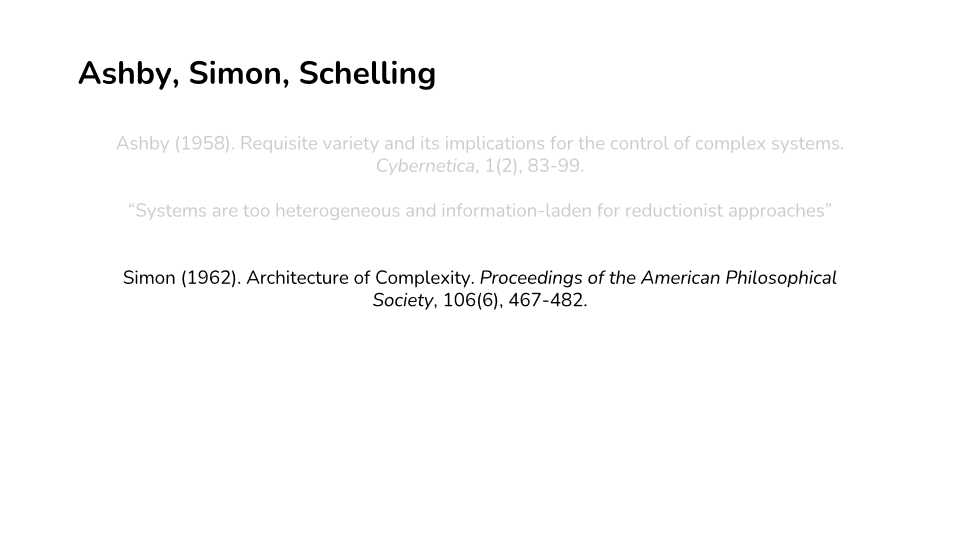 Ashby, Simon, Schelling
Ashby (1958). Requisite variety and its implications for the control of complex systems.
Cybernetica, 1(2), 83-99.
“Systems are too heterogeneous and information-laden for reductionist approaches”
Simon (1962). Architecture of Complexity. Proceedings of the American Philosophical
Society, 106(6), 467-482.